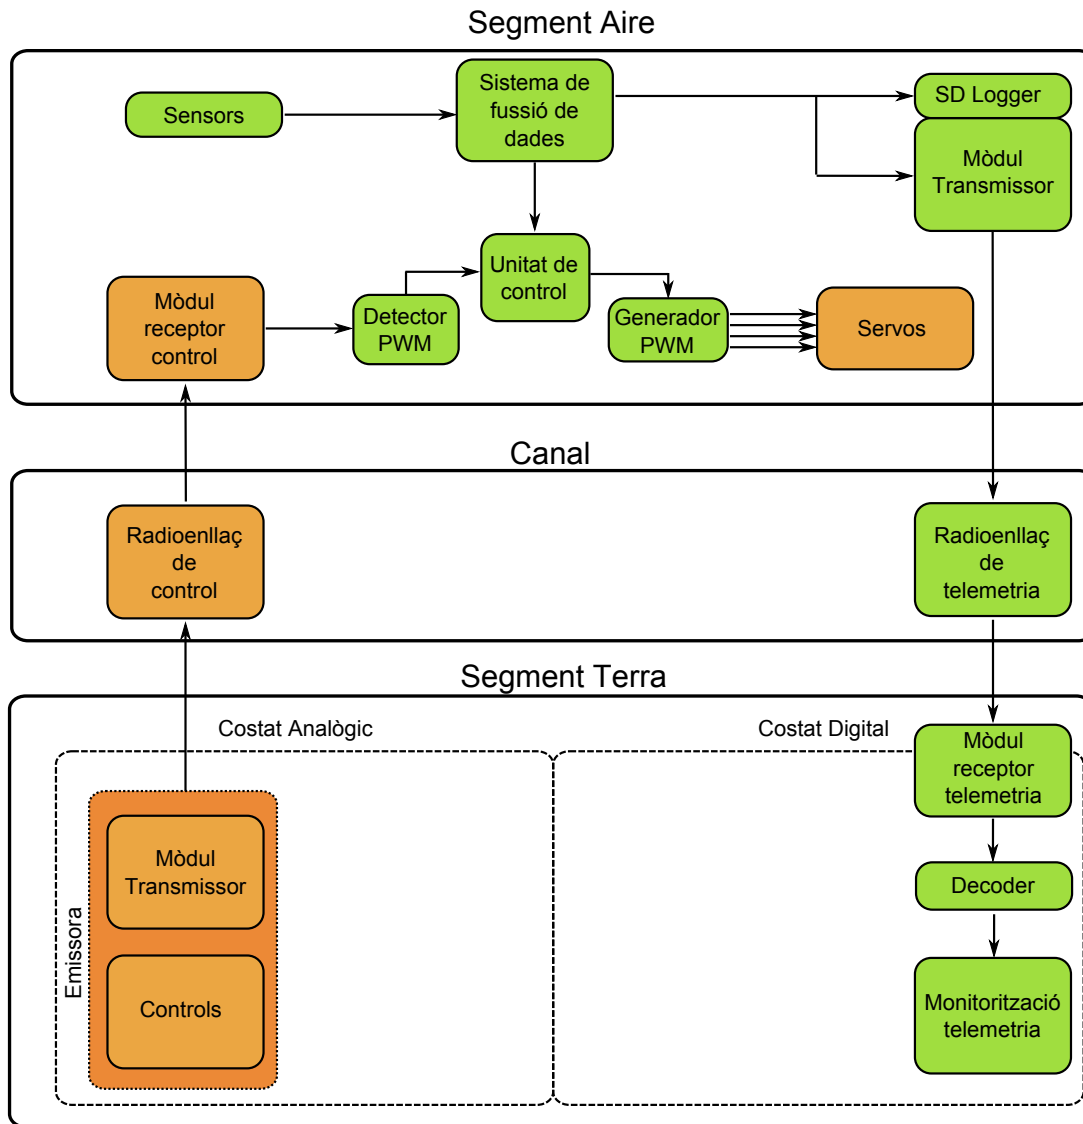 Segment Aire
Sensors
Sistema de
fussió de
dades
SD Logger
Mòdul
Transmissor
Unitat de
control
Mòdul
receptor
control
Detector
PWM
Generador
PWM
Servos
Canal
Radioenllaç
de
control
Radioenllaç
de
telemetria
Segment Terra
Costat Analògic
Costat Digital
Emissora
Mòdul
Transmissor
Controls
Mòdul
receptor
telemetria
Decoder
Monitorització
telemetria